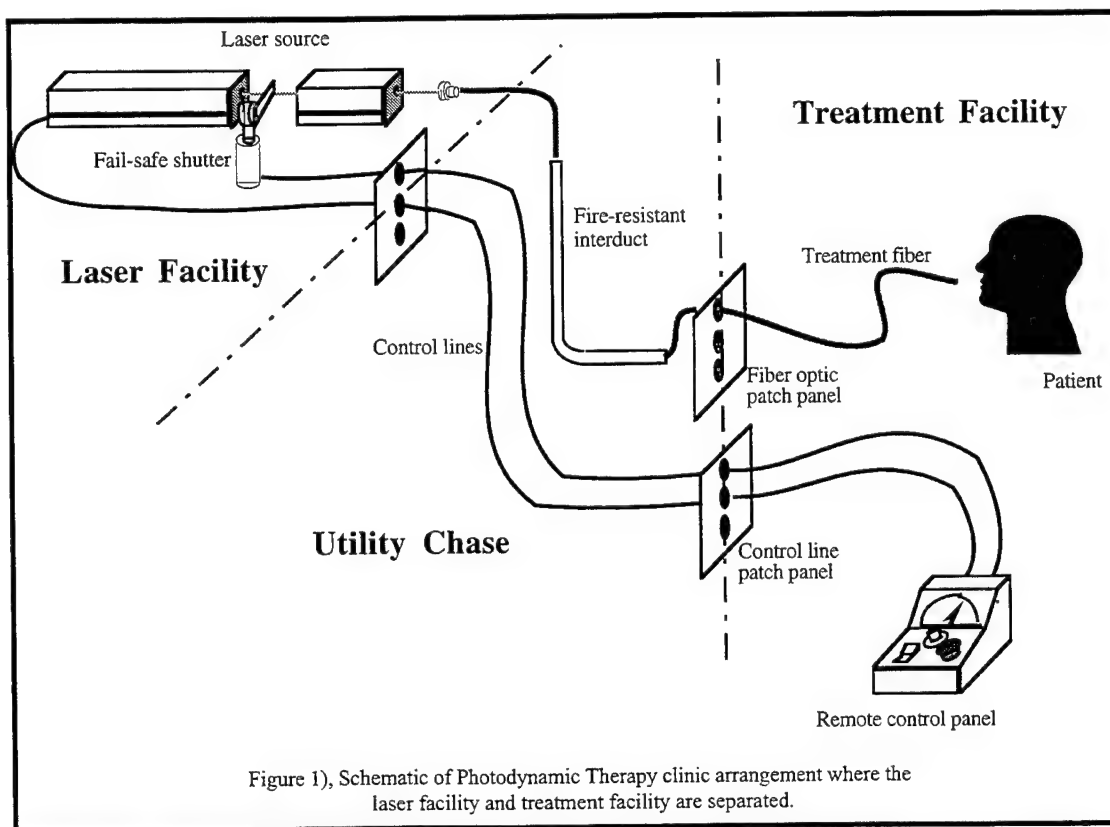 Laser source
Treatment Facility
Fail-safe shutter
Fire-resistant
interduct
Treatment fiber
Laser Facility
Control lines
Fiber optic
patch panel
Patient
Utility Chase
Control line
patch panel
Remote control panel
Figure 1), Schematic of Photodynamic Therapy clinic arrangement where the
laser facility and treatment facility are separated.